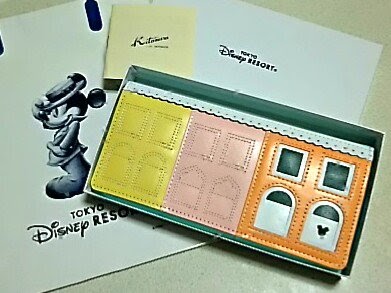 Kitamura
TOKYO
DISNEY RESORT®
TOKYO
DISNEY RESORT